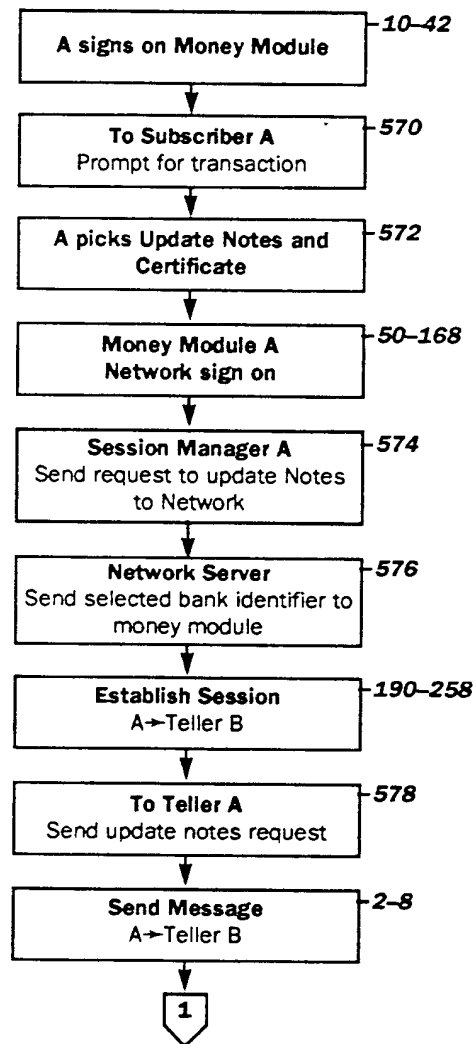 A signs on Money Module
10–42
To Subscriber A
Prompt for transaction
570
A picks Update Notes and
Certificate
572
Money Module A
Network sign on
50–168
Session Manager A
Send request to update Notes
to Network
574
Network Server
Send selected bank identifier to
money module
576
Establish Session
A→Teller B
190–258
To Teller A
Send update notes request
578
Send Message
A→Teller B
2–8
1